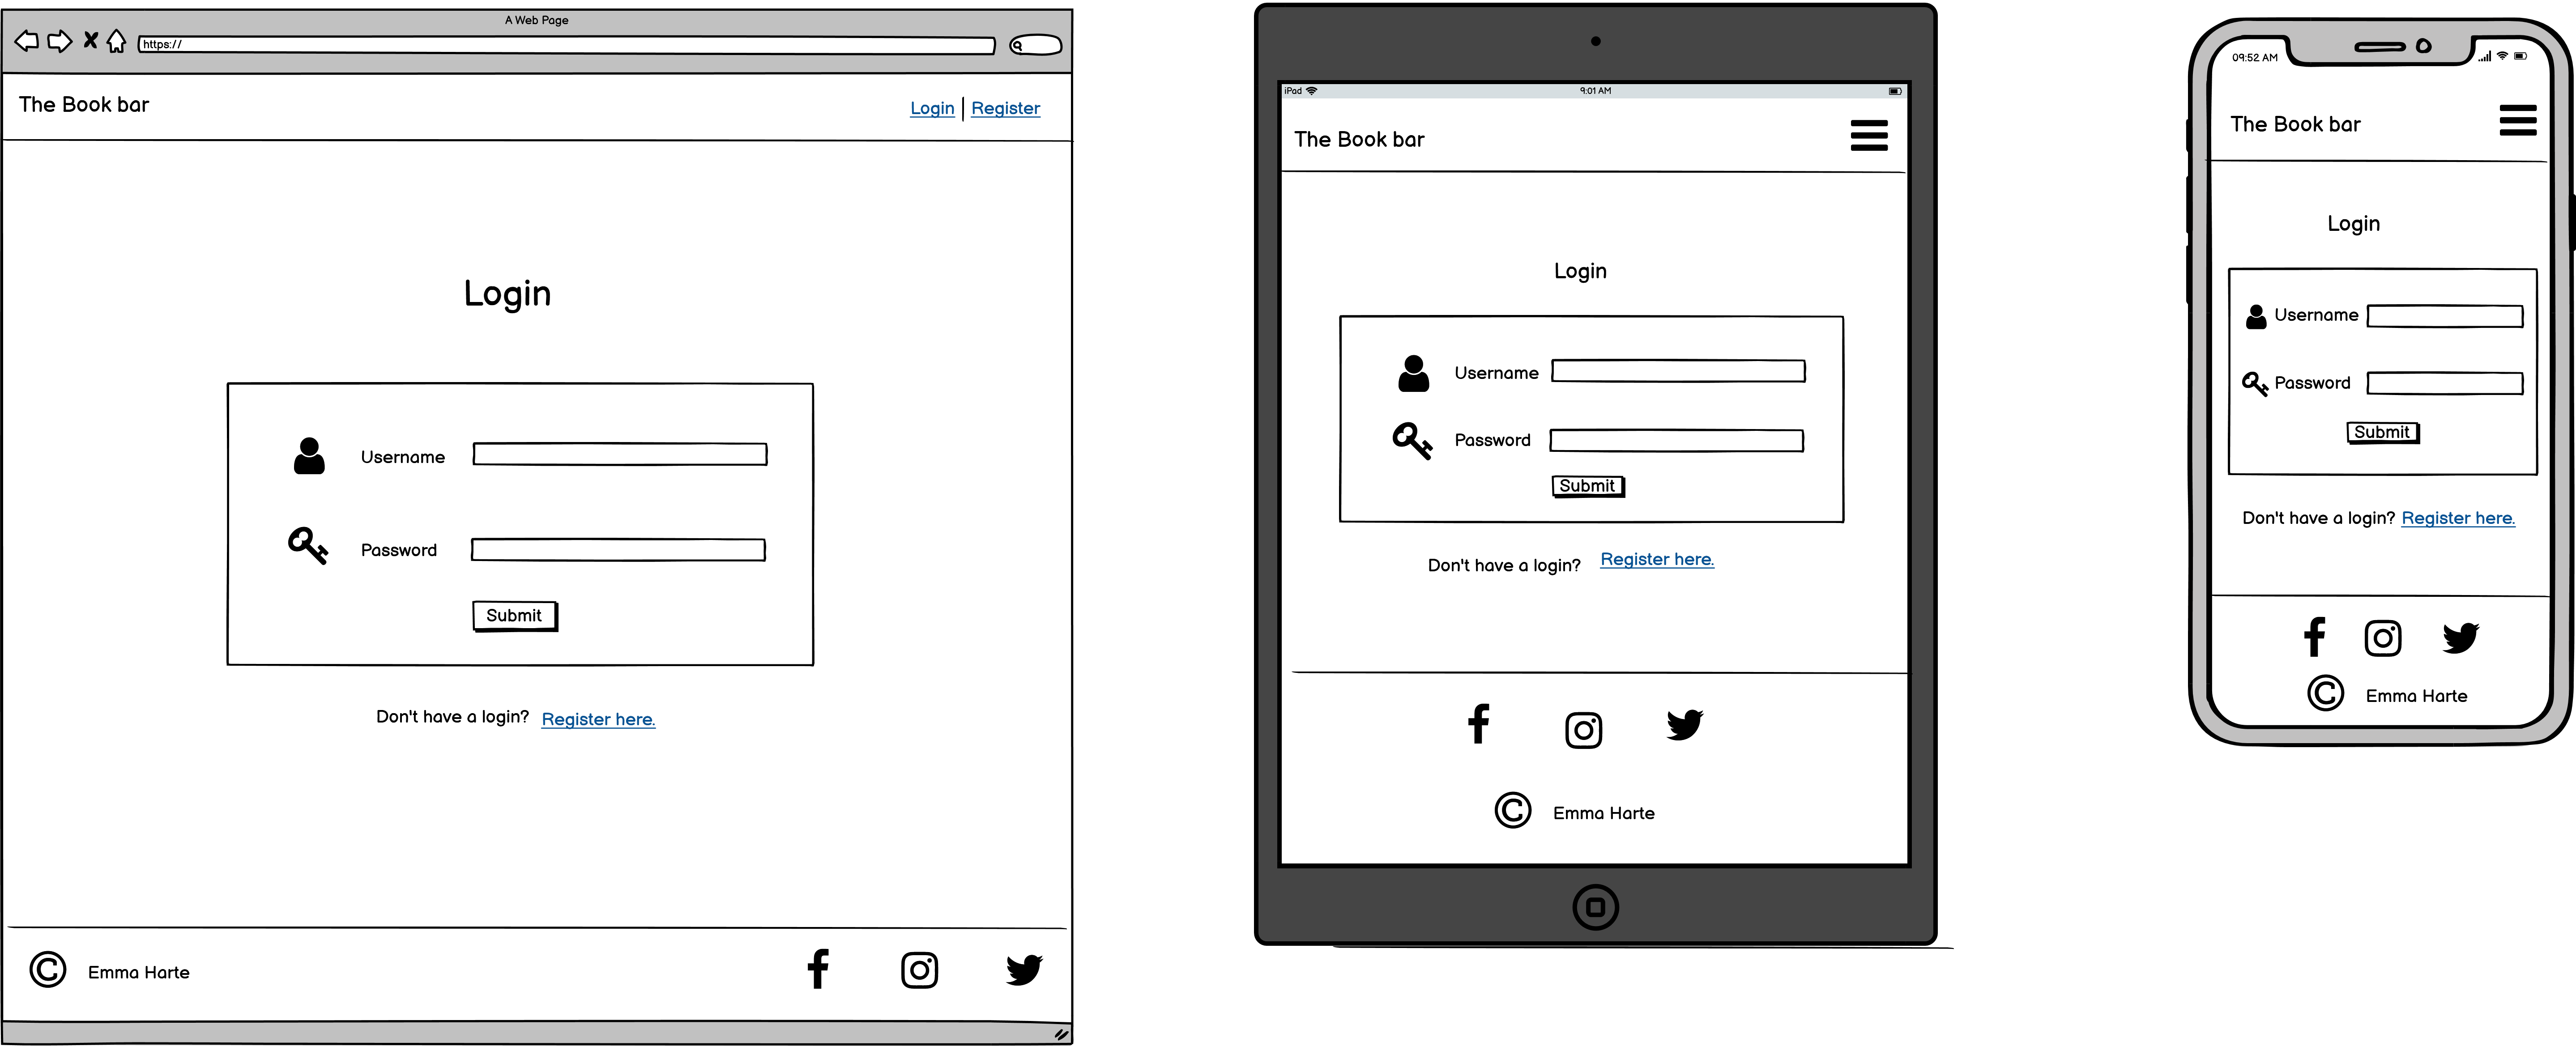 A Web Page
https://
The Book bar
Login | Register
Login
Username
Password
Submit
Don't have a login? Register here.
© Emma Harte
iPad 9:01 AM
The Book bar
Login
Username
Password
Submit
Don't have a login? Register here.
© Emma Harte
09:52 AM
The Book bar
Login
Username
Password
Submit
Don't have a login? Register here.
© Emma Harte